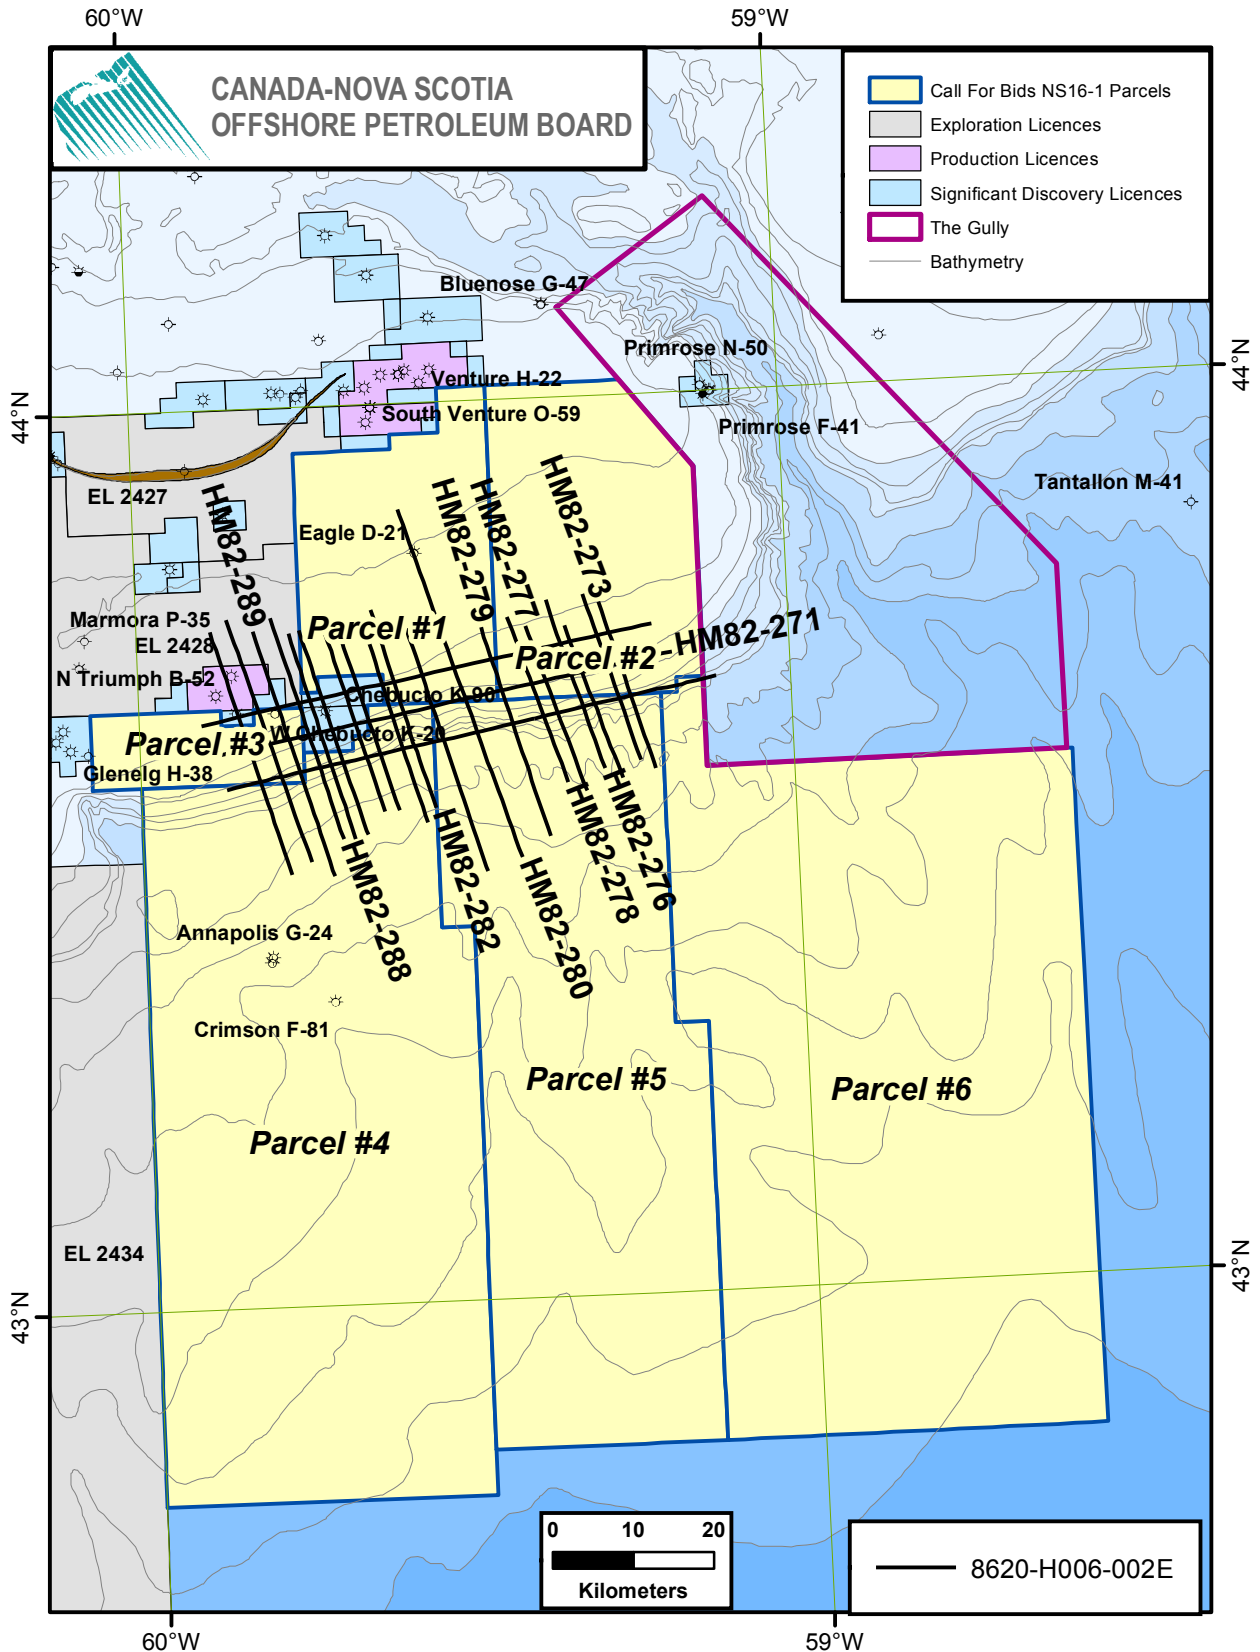 60°W
59°W
CANADA-NOVA SCOTIA
OFFSHORE PETROLEUM BOARD
Call For Bids NS16-1 Parcels
Exploration Licences
Production Licences
Significant Discovery Licences
The Gully
Bathymetry
Bluenose G-47
Primrose N-50
44°N
Venture H-22
44°N
South Venture O-59
Primrose F-41
Tantallon M-41
EL 2427
HM82-289
HM82-279
HM82-277
HM82-273
Eagle D-21
Marmora P-35
Parcel #1
HM82-271
EL 2428
Parcel #2
N Triumph B-52
Chebucto K-90
W Chebucto K-20
Parcel #3
Glenelg H-38
HM82-288
HM82-282
HM82-280
HM82-278
HM82-276
Annapolis G-24
Crimson F-81
Parcel #5
Parcel #6
Parcel #4
EL 2434
43°N
43°N
0 10 20
Kilometers
8620-H006-002E
60°W
59°W